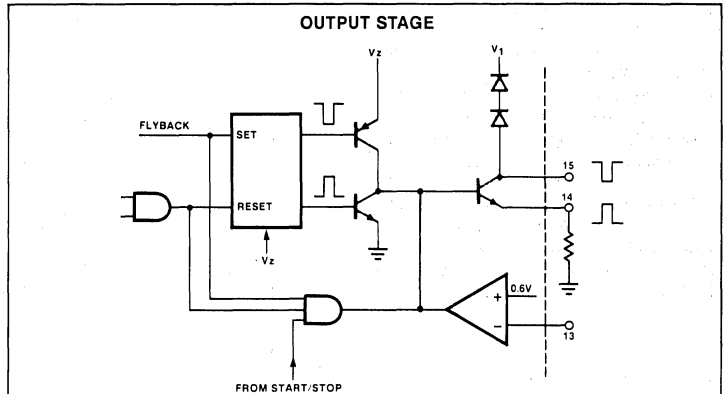 OUTPUT STAGE
Vz
V1
FLYBACK
SET
15
14
RESET
Vz
0.6V
+
−
13
FROM START/STOP